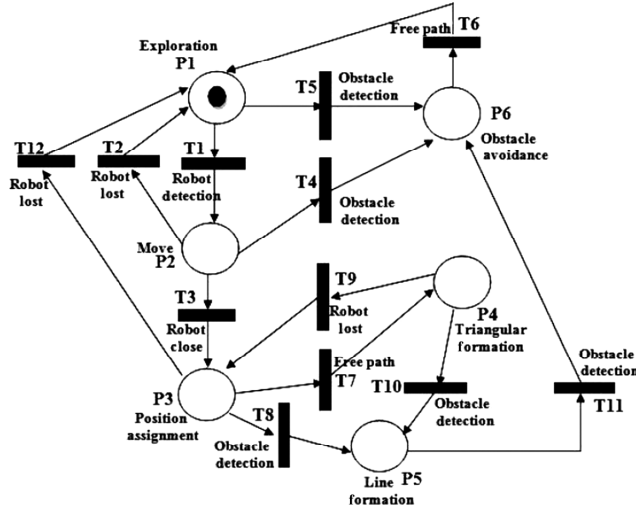 T6
Free path
Exploration
P1
T5
Obstacle
detection
P6
Obstacle
avoidance
T12
Robot
lost
T2
Robot
lost
T1
Robot
detection
T4
Obstacle
detection
Move
P2
T3
Robot
close
T9
Robot
lost
P4
Triangular
formation
Free path
T7
T10
Obstacle
detection
Obstacle
detection
T11
P3
Position
assignment
T8
Obstacle
detection
P5
Line
formation